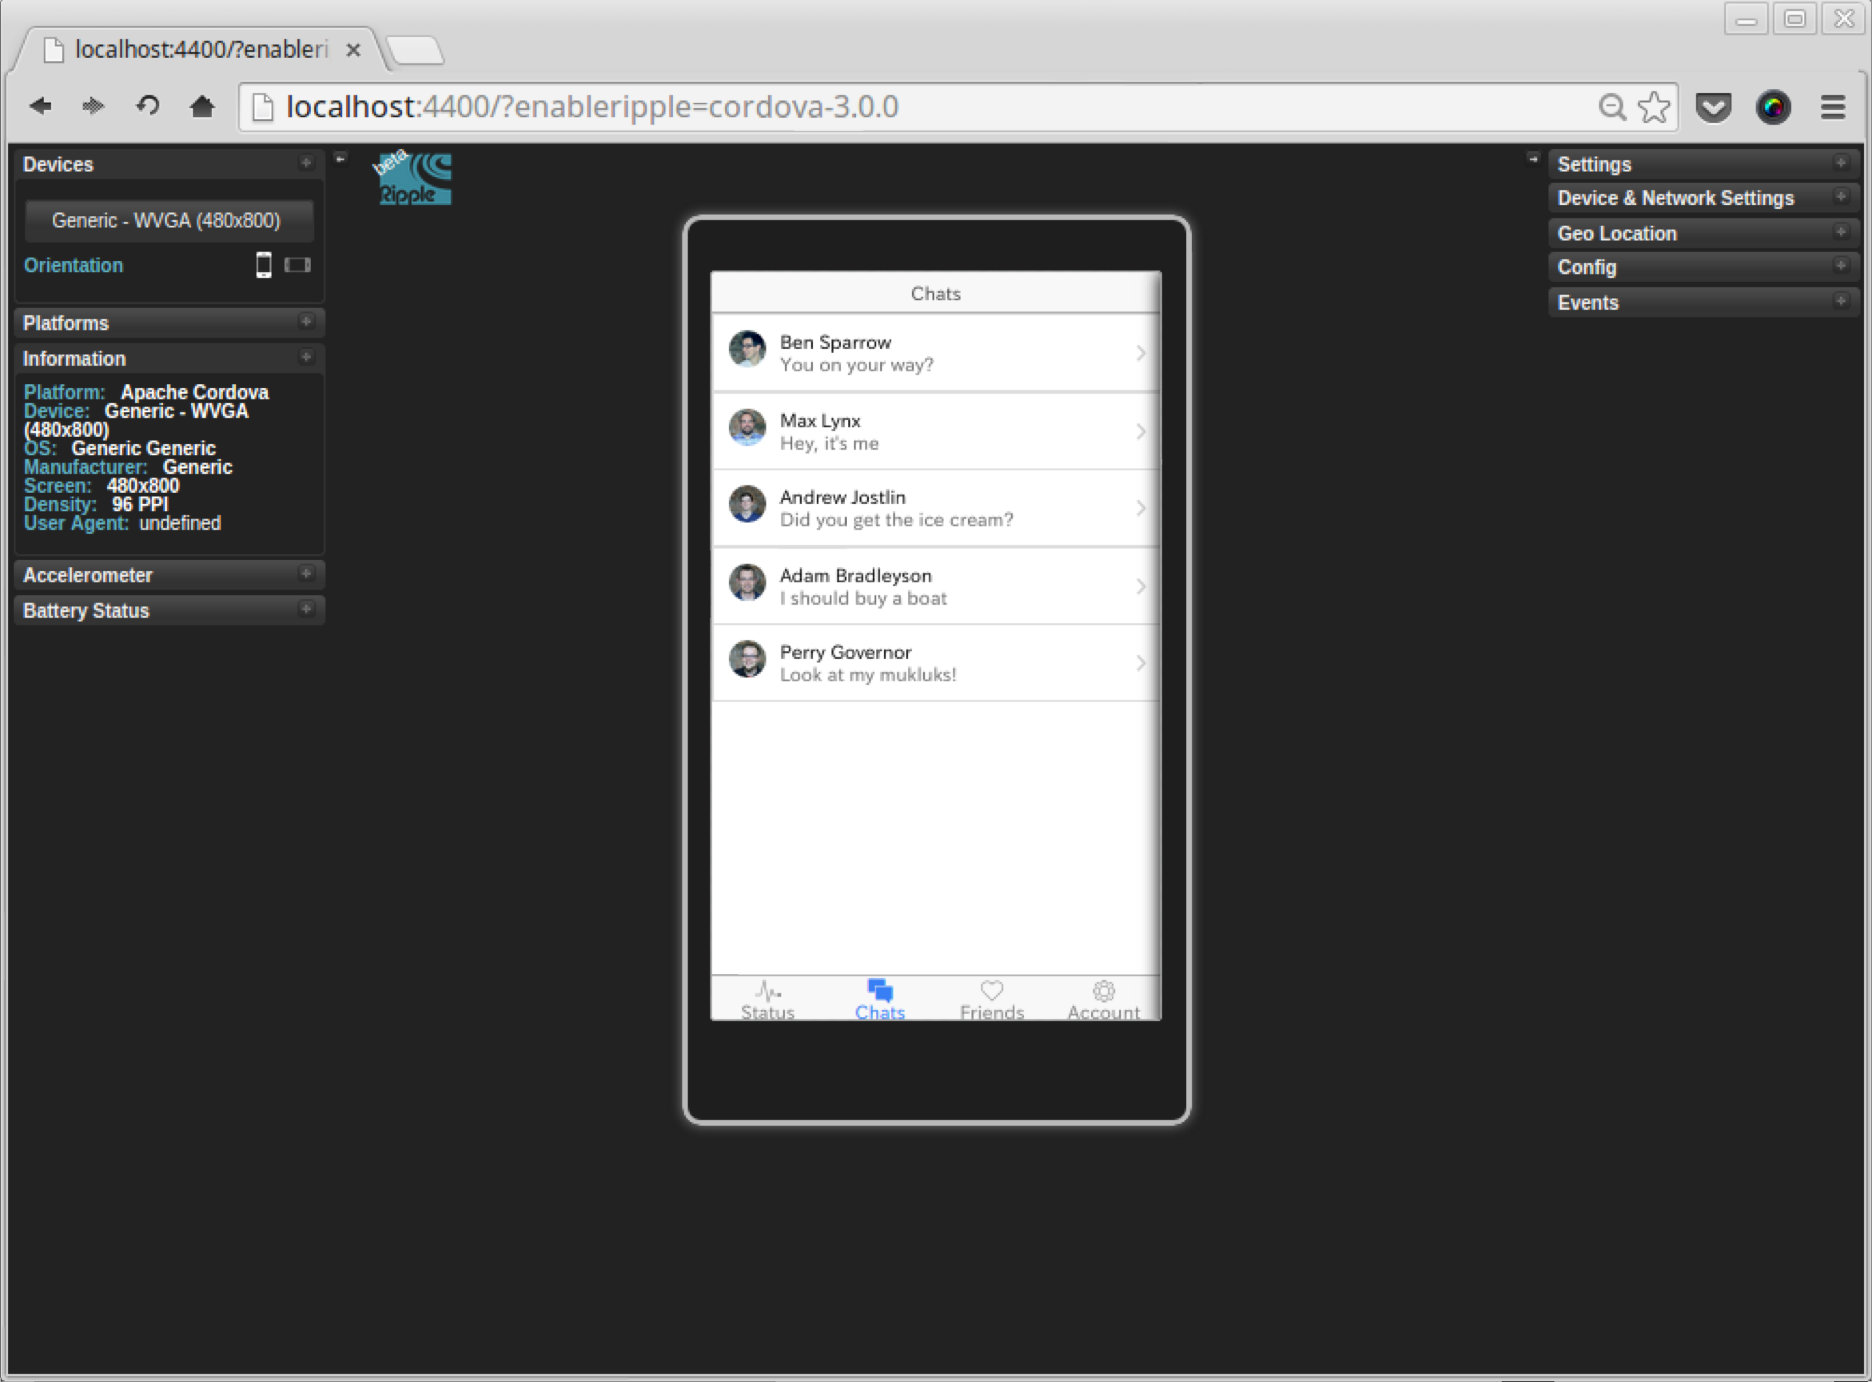 localhost:4400/?enableri
localhost:4400/?enableripple=cordova-3.0.0
Devices
Generic - WVGA (480x800)
Orientation
Platforms
Information
Platform: Apache Cordova
Device: Generic - WVGA
(480x800)
OS: Generic Generic
Manufacturer: Generic
Screen: 480x800
Density: 96 PPI
User Agent: undefined
Accelerometer
Battery Status
beta
Ripple
Chats
Ben Sparrow
You on your way?
Max Lynx
Hey, it's me
Andrew Jostlin
Did you get the ice cream?
Adam Bradleyson
I should buy a boat
Perry Governor
Look at my mukluks!
Status
Chats
Friends
Account
Settings
Device & Network Settings
Geo Location
Config
Events